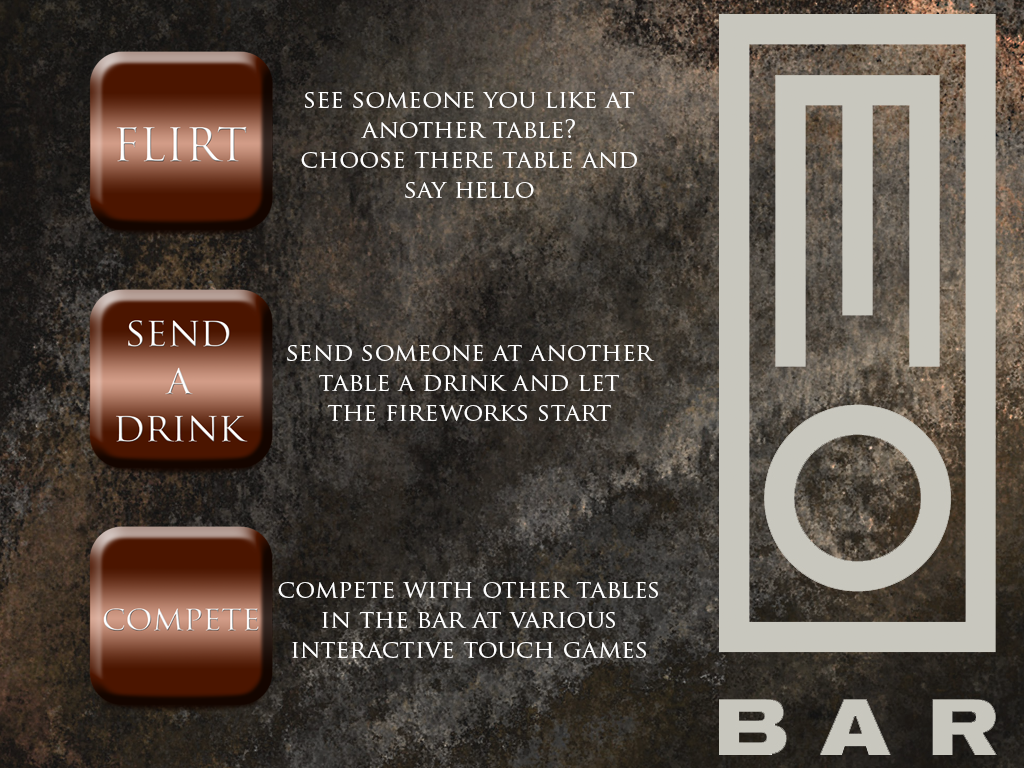 FLIRT
SEE SOMEONE YOU LIKE AT
ANOTHER TABLE?
CHOOSE THERE TABLE AND
SAY HELLO
SEND
A
DRINK
SEND SOMEONE AT ANOTHER
TABLE A DRINK AND LET
THE FIREWORKS START
COMPETE
COMPETE WITH OTHER TABLES
IN THE BAR AT VARIOUS
INTERACTIVE TOUCH GAMES
BAR